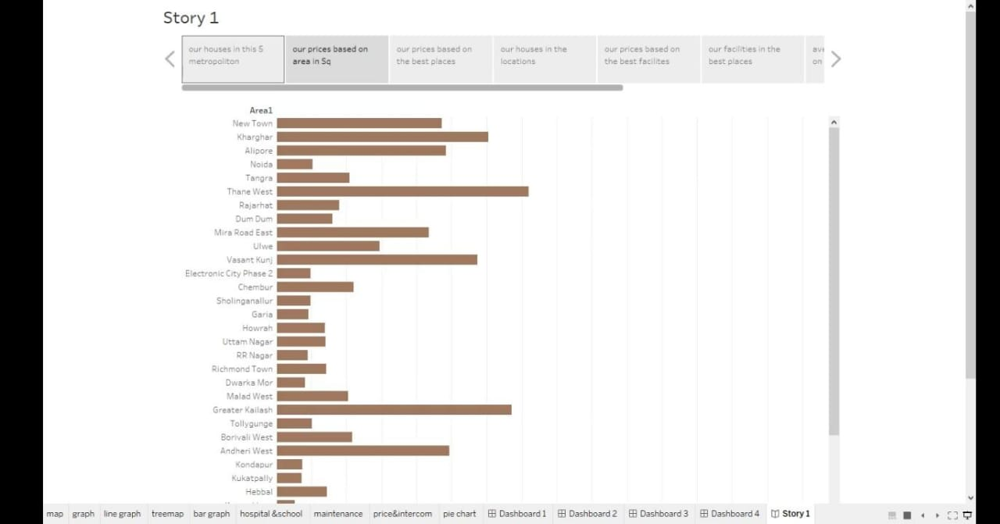 Story 1
our houses in this 5
metropoliton
our prices based on
area in Sq
our prices based on
the best places
our houses in the
locations
our prices based on
the best facilites
our facilities in the
best places
on
Area1
New Town
Kharghar
Alipore
Noida
Tangra
Thane West
Rajarhat
Dum Dum
Mira Road East
Ulwe
Vasant Kunj
Electronic City Phase 2
Chembur
Sholinganallur
Garia
Howrah
Uttam Nagar
RR Nagar
Richmond Town
Dwarka Mor
Malad West
Greater Kailash
Tollygunge
Borivali West
Andheri West
Kondapur
Kukatpally
Hebbal
map graph line graph treemap bar graph hospital &school maintenance price&intercom pie chart Dashboard 1 Dashboard 2 Dashboard 3 Dashboard 4 Story 1